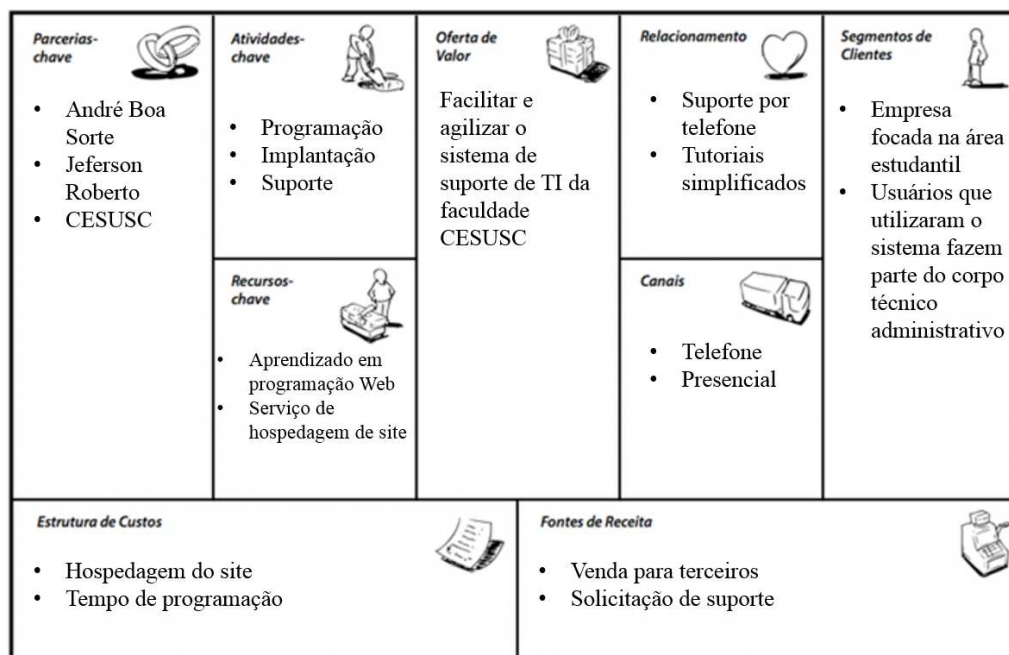 Parcerias-
chave
• André Boa
Sorte
• Jeferson
Roberto
• CESUSC
Atividades-
chave
• Programação
• Implantação
• Suporte
Recursos-
chave
• Aprendizado em
programação Web
• Serviço de
hospedagem de site
Oferta de
Valor
Facilitar e
agilizar o
sistema de
suporte de TI da
faculdade
CESUSC
Relacionamento
• Suporte por
telefone
• Tutoriais
simplificados
Canais
• Telefone
• Presencial
Segmentos de
Clientes
• Empresa
focada na área
estudantil
• Usuários que
utilizaram o
sistema fazem
parte do corpo
técnico
administrativo
Estrutura de Custos
• Hospedagem do site
• Tempo de programação
Fontes de Receita
• Venda para terceiros
• Solicitação de suporte